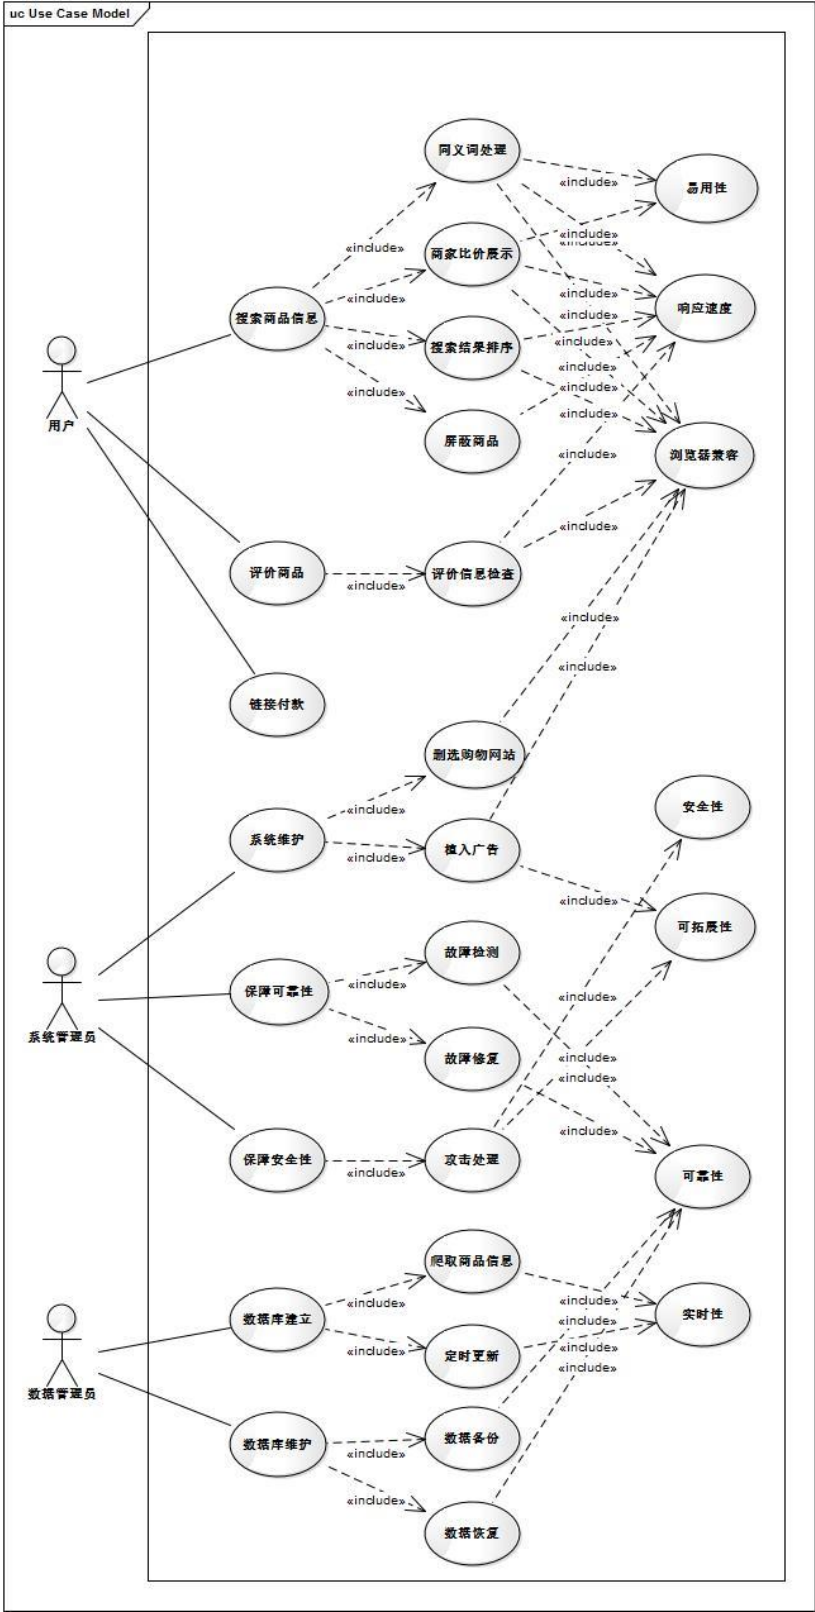 uc Use Case Model
同义词处理
«include»
易用性
«include»
«include»
«include»
商家比价展示
«include»
«include»
搜索商品信息
«include»
响应速度
«include»
«include»
搜索结果排序
«include»
«include»
«include»
«include»
用户
屏蔽商品
«include»
浏览器兼容
«include»
评价商品
«include»
评价信息检查
«include»
«include»
链接付款
删选购物网站
«include»
安全性
系统维护
«include»
植入广告
«include»
可拓展性
故障检测
«include»
保障可靠性
«include»
系统管理员
«include»
故障修复
«include»
«include»
«include»
保障安全性
«include»
攻击处理
可靠性
爬取商品信息
«include»
«include»
数据库建立
«include»
实时性
«include»
定时更新
«include»
«include»
数据管理员
数据库维护
«include»
数据备份
«include»
数据恢复